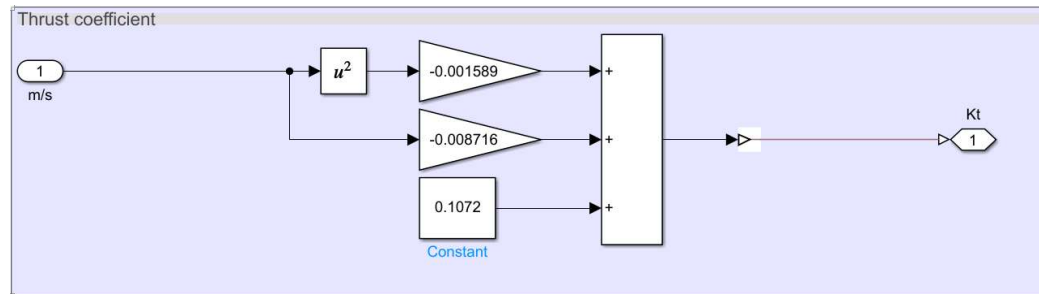 Thrust coefficient
1
m/s
u²
-0.001589
+
-0.008716
+
0.1072
+
Constant
Kt
1